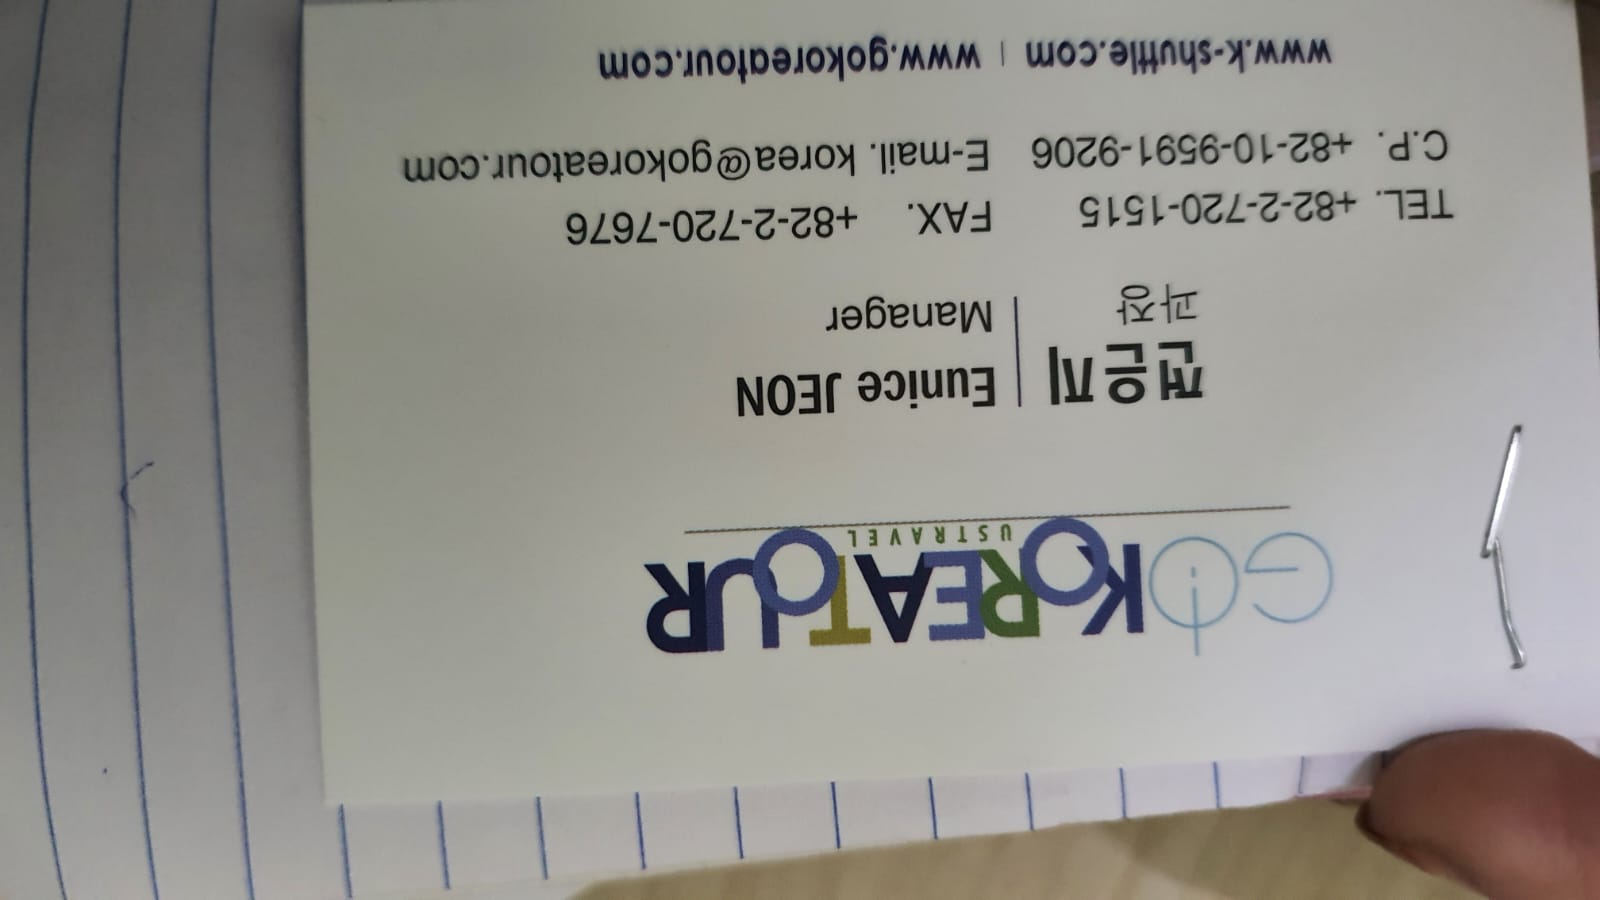 GO KOREATOUR
USTRAVEL
전은지 | Eunice JEON
과장 | Manager
TEL. +82-2-720-1515 FAX. +82-2-720-7676
C.P. +82-10-9591-9206 E-mail. korea@gokoreatour.com
www.k-shuttle.com | www.gokoreatour.com